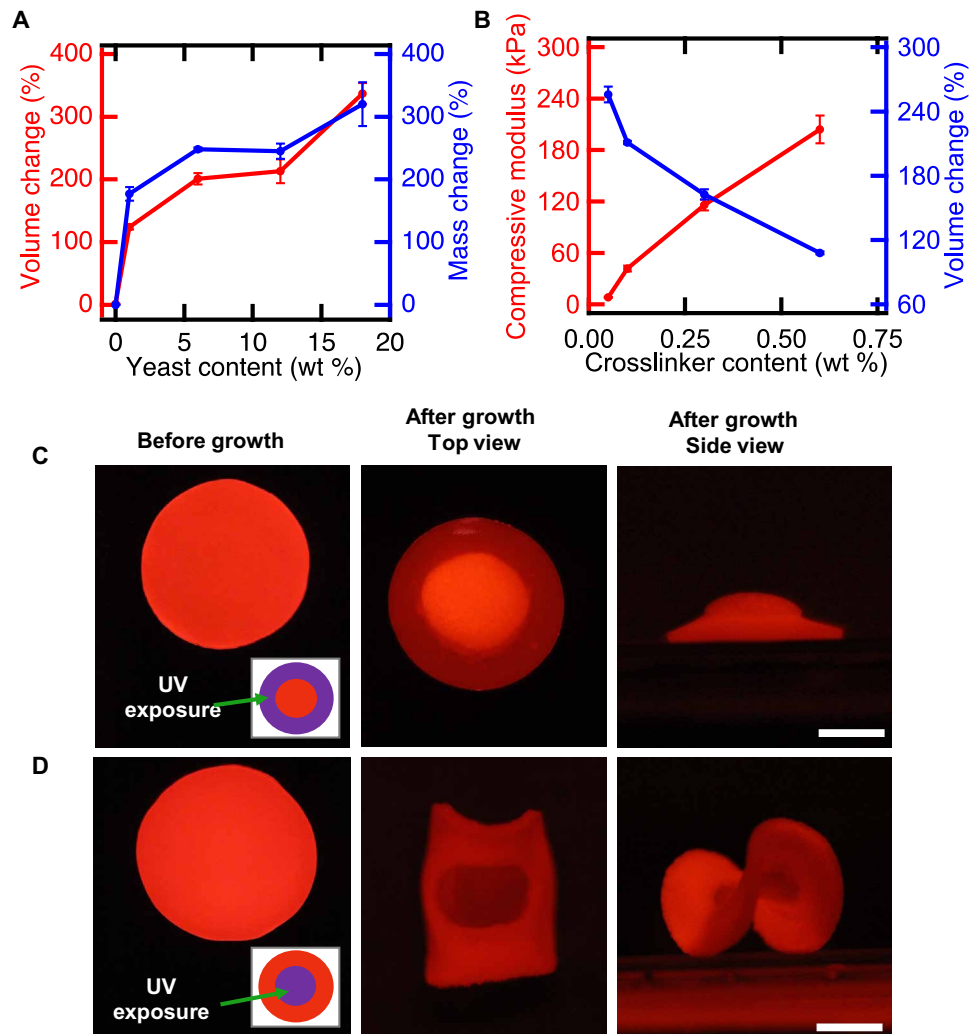 A
400
300
200
100
0
Volume change (%)
0
5
10
15
20
Yeast content (wt %)
400
300
200
100
0
Mass change (%)
B
300
240
180
120
60
0
Compressive modulus (kPa)
0.00
0.25
0.50
0.75
Crosslinker content (wt %)
300
240
180
120
60
Volume change (%)
Before growth
After growth
Top view
After growth
Side view
C
UV
exposure
D
UV
exposure